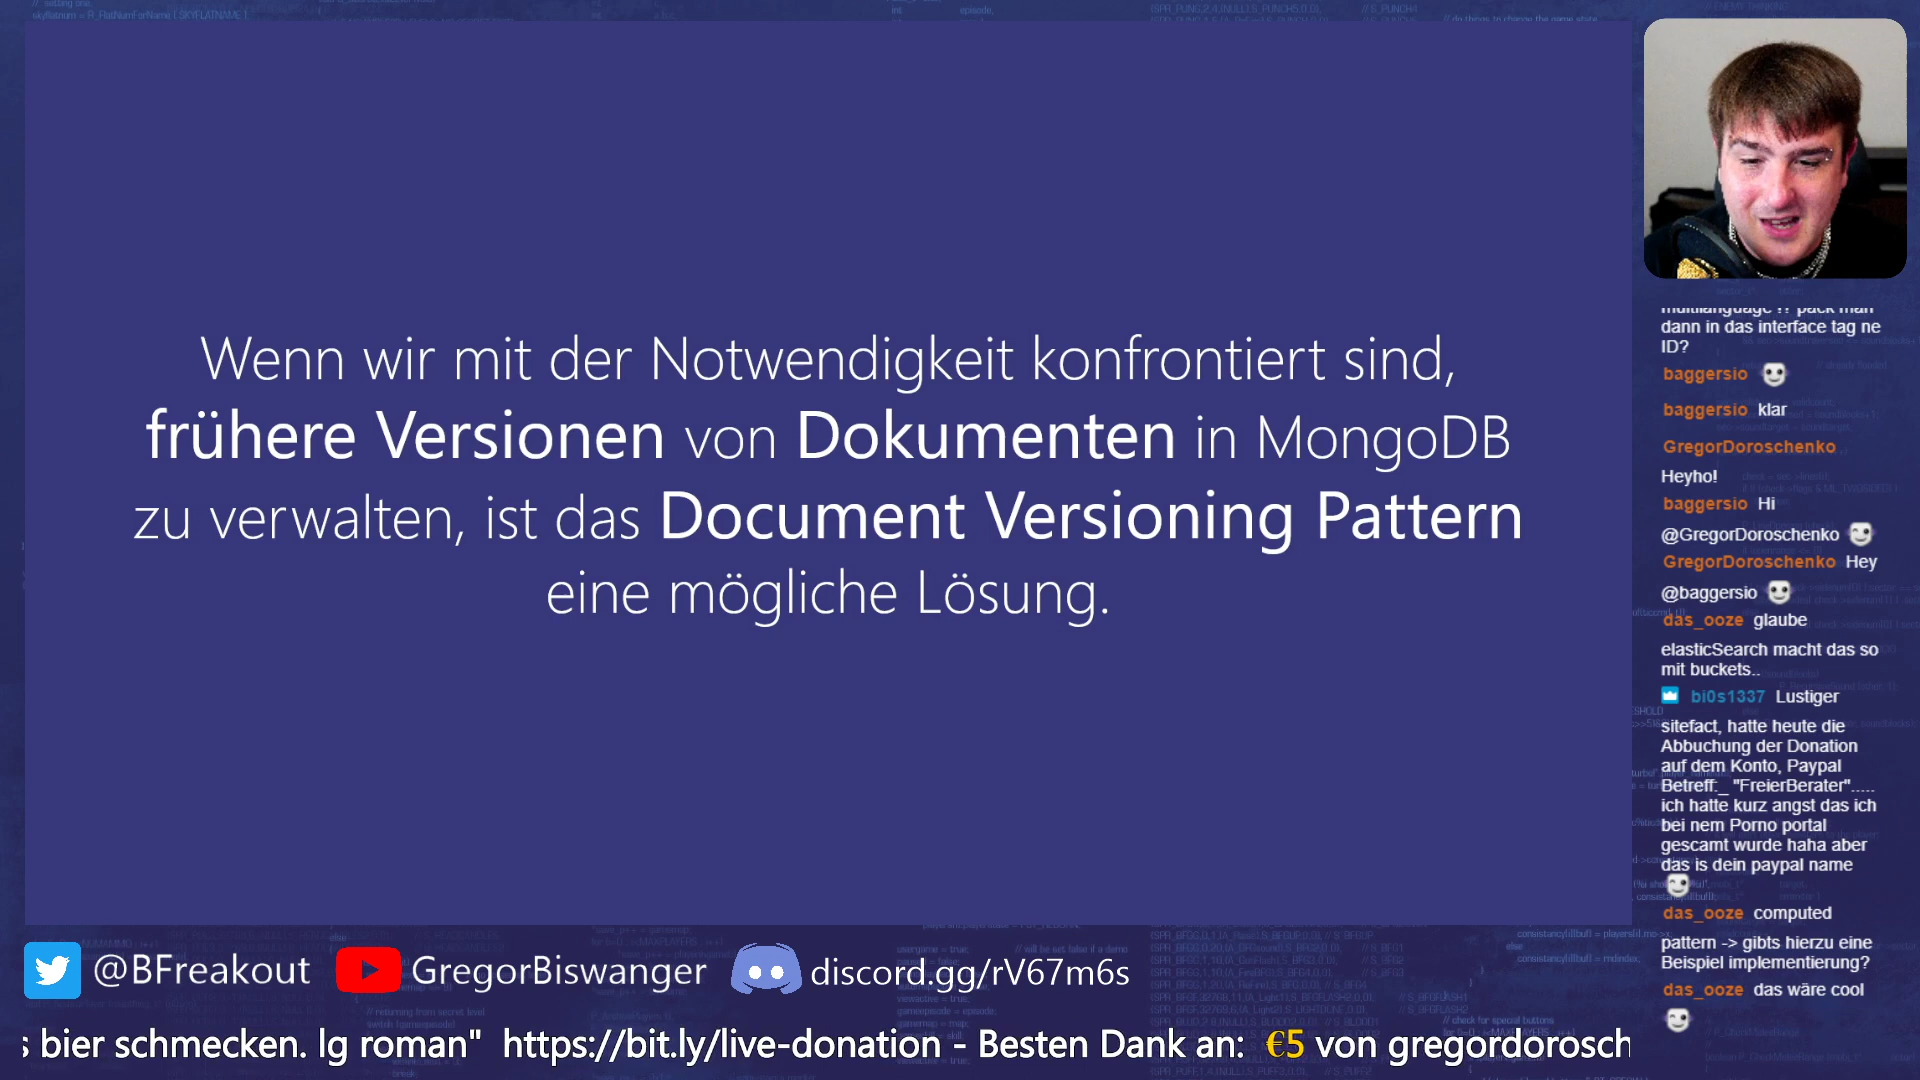 Wenn wir mit der Notwendigkeit konfrontiert sind,
frühere Versionen von Dokumenten in MongoDB
zu verwalten, ist das Document Versioning Pattern
eine mögliche Lösung.
dann in das interface tag ne
ID?
baggersio
baggersio klar
GregorDoroschenko
Heyho!
baggersio Hi
@GregorDoroschenko
GregorDoroschenko Hey
@baggersio
das_ooze glaube
elasticSearch macht das so
mit buckets..
bi0s1337 Lustiger
sitefact, hatte heute die
Abbuchung der Donation
auf dem Konto, Paypal
Betreff:_ "FreierBerater".....
ich hatte kurz angst das ich
bei nem Porno portal
gescamt wurde haha aber
das is dein paypal name
das_ooze computed
pattern -> gibts hierzu eine
Beispiel implementierung?
das_ooze das wäre cool
@BFreakout GregorBiswanger discord.gg/rV67m6s
bier schmecken. lg roman" https://bit.ly/live-donation - Besten Dank an: €5 von gregordorosch